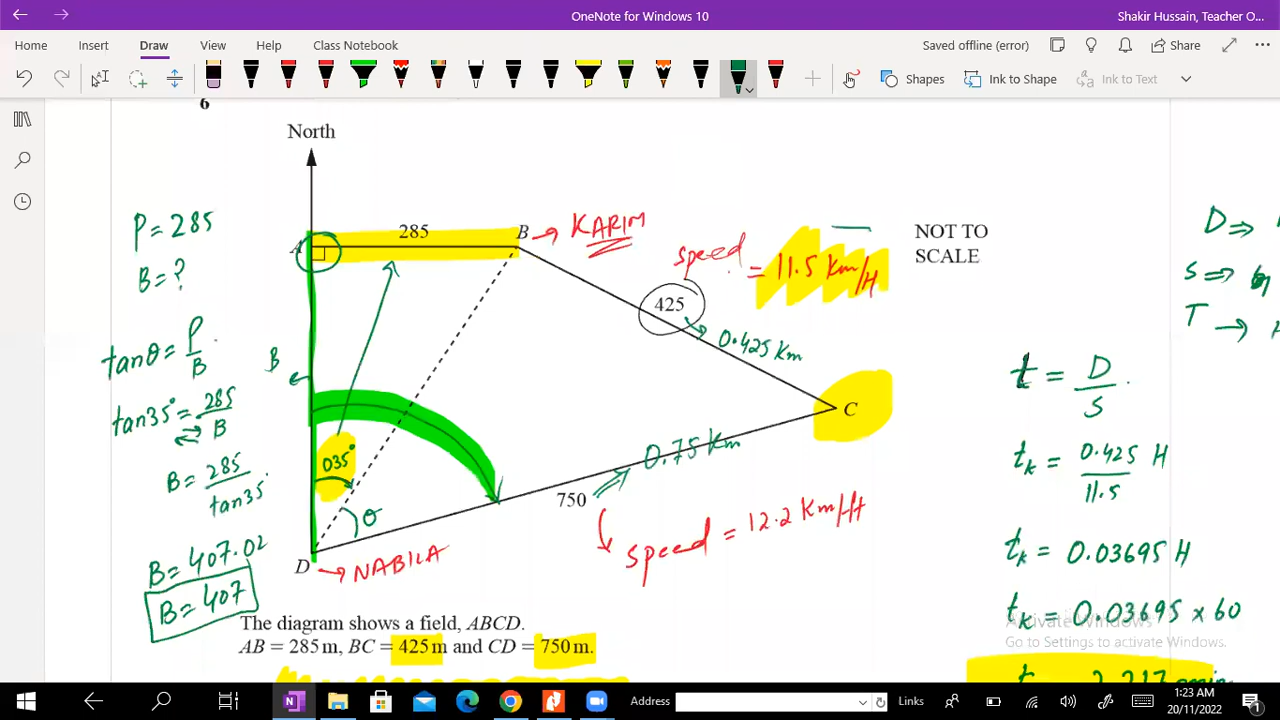 OneNote for Windows 10
Shakir Hussain, Teacher O...
Home Insert Draw View Help Class Notebook
Saved offline (error) Share
Shapes Ink to Shape Ink to Text
6
North
P = 285
B = ?
tanθ = P/B
tan35° = 285/B
B = 285/tan35
B = 407.02
B = 407
A 285 B → KARIM
speed = 11.5 Km/H
NOT TO
SCALE
425
0.425 Km
B
C
035°
θ
0.75 Km
750
speed = 12.2 Km/H
D → NABILA
D ⇒
S ⇒
T →
t = D/S
tk = 0.425/11.5 H
tk = 0.03695 H
tk = 0.03695 × 60
Activate Windows
Go to Settings to activate Windows.
The diagram shows a field, ABCD.
AB = 285 m, BC = 425 m and CD = 750 m.
Address Links
1:23 AM
20/11/2022